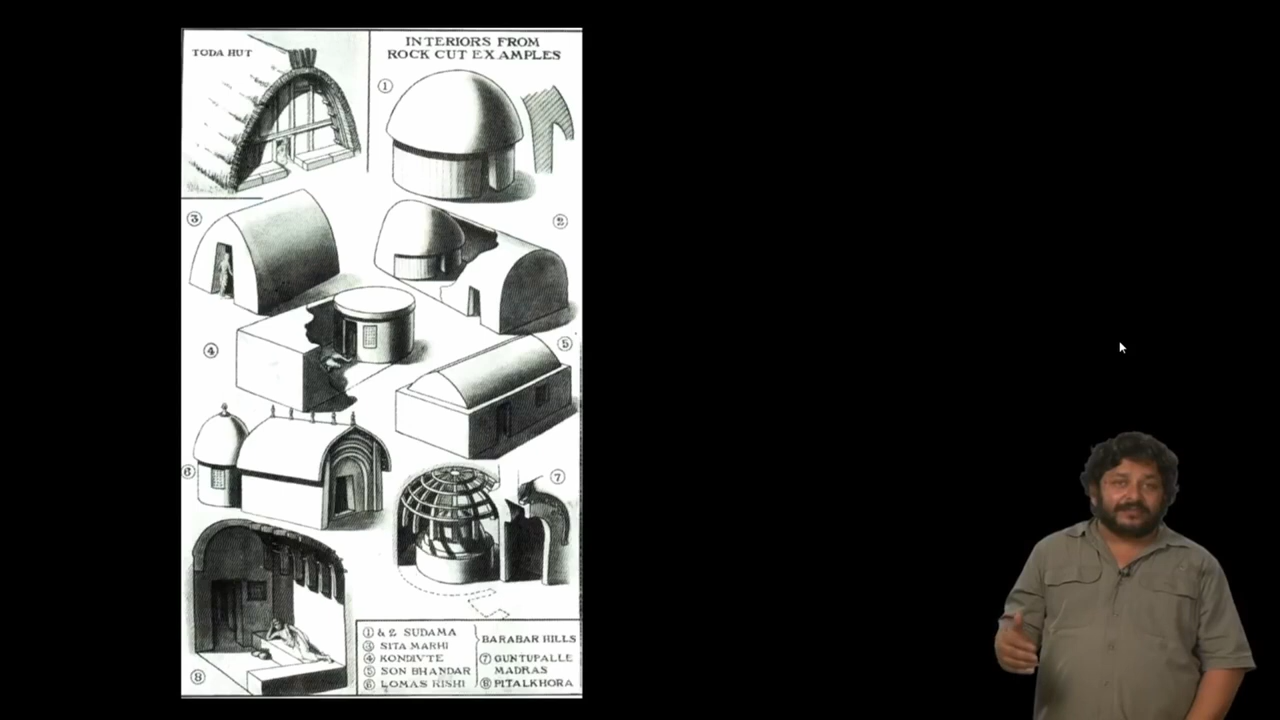 TODA HUT
INTERIORS FROM
ROCK CUT EXAMPLES
①
②
③
④
⑤
⑥
⑦
⑧
① & 2 SUDAMA
③ SITA MARHI
④ KONDIVTE
⑤ SON BHANDAR
⑥ LOMAS RISHI
BARABAR HILLS
⑦ GUNTUPALLE
MADRAS
⑧ PITALKHORA